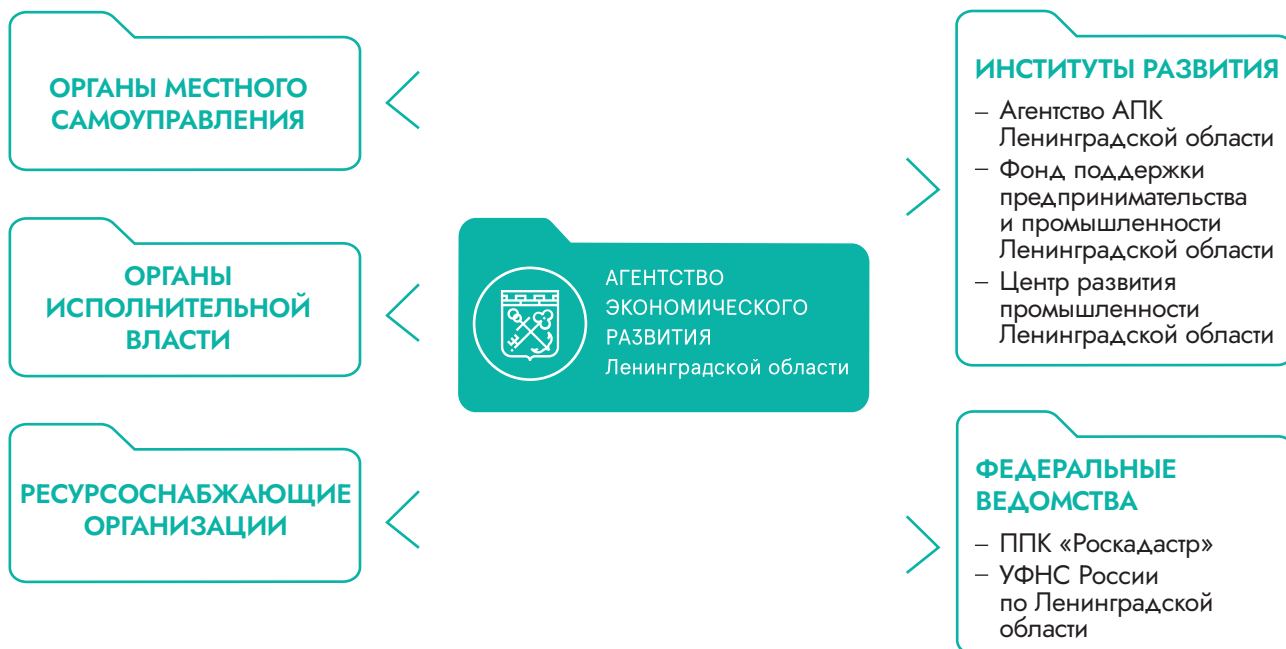 ОРГАНЫ МЕСТНОГО
САМОУПРАВЛЕНИЯ
ОРГАНЫ
ИСПОЛНИТЕЛЬНОЙ
ВЛАСТИ
РЕСУРСОСНАБЖАЮЩИЕ
ОРГАНИЗАЦИИ
АГЕНТСТВО
ЭКОНОМИЧЕСКОГО
РАЗВИТИЯ
Ленинградской области
ИНСТИТУТЫ РАЗВИТИЯ
– Агентство АПК
Ленинградской области
– Фонд поддержки
предпринимательства
и промышленности
Ленинградской области
– Центр развития
промышленности
Ленинградской области
ФЕДЕРАЛЬНЫЕ
ВЕДОМСТВА
– ППК «Роскадастр»
– УФНС России
по Ленинградской
области